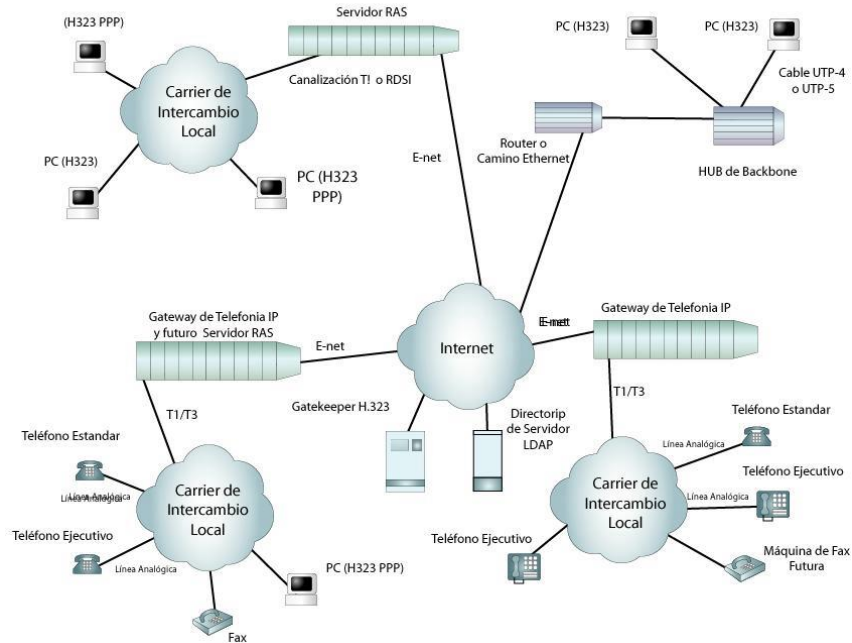 Servidor RAS
(H323 PPP)
Carrier de
Intercambio
Local
Canalización T! o RDSI
PC (H323)
PC (H323
PPP)
E-net
PC (H323)
PC (H323)
Cable UTP-4
o UTP-5
Router o
Camino Ethernet
HUB de Backbone
Gateway de Telefonia IP
y futuro Servidor RAS
E-net
Internet
E-net
Gateway de Telefonia IP
T1/T3
Gatekeeper H.323
Directorip
de Servidor
LDAP
T1/T3
Teléfono Estandar
Línea Analógica
Línea Analógica
Carrier de
Intercambio
Local
Teléfono Ejecutivo
Línea Analógica
Fax
PC (H323 PPP)
Teléfono Estandar
Línea Analógica
Teléfono Ejecutivo
Línea Analógica
Carrier de
Intercambio
Local
Teléfono Ejecutivo
Máquina de Fax
Futura